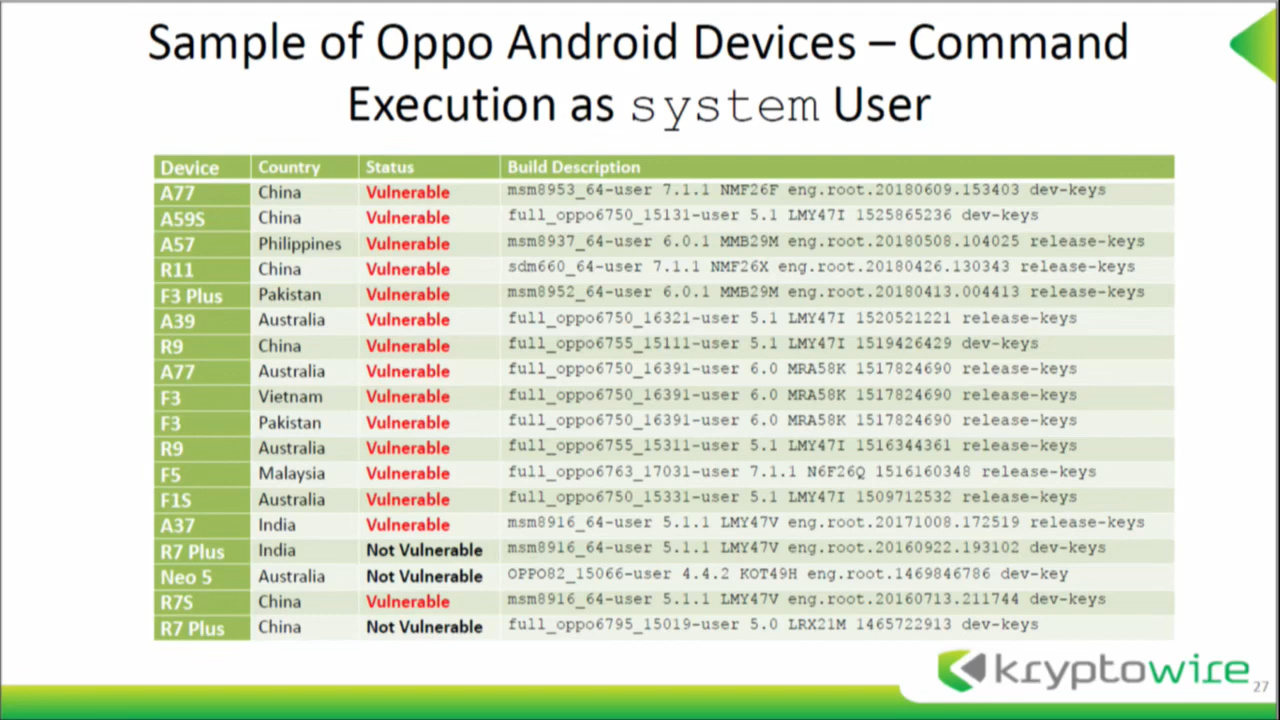 Sample of Oppo Android Devices – Command
Execution as system User
Device Country Status Build Description
A77 China Vulnerable msm8953_64-user 7.1.1 NMF26F eng.root.20180609.153403 dev-keys
A59S China Vulnerable full_oppo6750_15131-user 5.1 LMY47I 1525865236 dev-keys
A57 Philippines Vulnerable msm8937_64-user 6.0.1 MMB29M eng.root.20180508.104025 release-keys
R11 China Vulnerable sdm660_64-user 7.1.1 NMF26X eng.root.20180426.130343 release-keys
F3 Plus Pakistan Vulnerable msm8952_64-user 6.0.1 MMB29M eng.root.20180413.004413 release-keys
A39 Australia Vulnerable full_oppo6750_16321-user 5.1 LMY47I 1520521221 release-keys
R9 China Vulnerable full_oppo6755_15111-user 5.1 LMY47I 1519426429 dev-keys
A77 Australia Vulnerable full_oppo6750_16391-user 6.0 MRA58K 1517824690 release-keys
F3 Vietnam Vulnerable full_oppo6750_16391-user 6.0 MRA58K 1517824690 release-keys
F3 Pakistan Vulnerable full_oppo6750_16391-user 6.0 MRA58K 1517824690 release-keys
R9 Australia Vulnerable full_oppo6755_15311-user 5.1 LMY47I 1516344361 release-keys
F5 Malaysia Vulnerable full_oppo6763_17031-user 7.1.1 N6F26Q 1516160348 release-keys
F1S Australia Vulnerable full_oppo6750_15331-user 5.1 LMY47I 1509712532 release-keys
A37 India Vulnerable msm8916_64-user 5.1.1 LMY47V eng.root.20171008.172519 release-keys
R7 Plus India Not Vulnerable msm8916_64-user 5.1.1 LMY47V eng.root.20160922.193102 dev-keys
Neo 5 Australia Not Vulnerable OPPO82_15066-user 4.4.2 KOT49H eng.root.1469846786 dev-key
R7S China Vulnerable msm8916_64-user 5.1.1 LMY47V eng.root.20160713.211744 dev-keys
R7 Plus China Not Vulnerable full_oppo6795_15019-user 5.0 LRX21M 1465722913 dev-keys
kryptowire
27